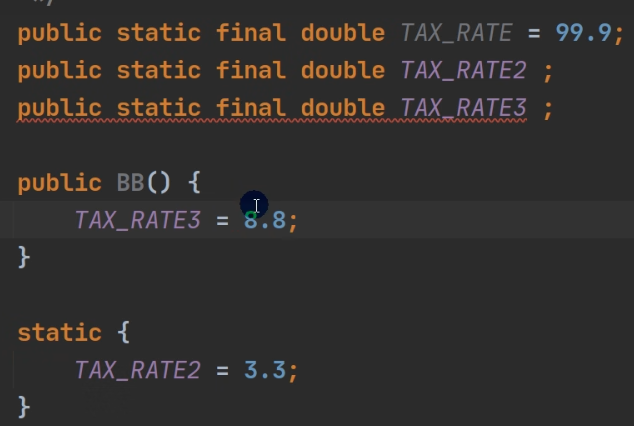 public static final double TAX_RATE = 99.9;
public static final double TAX_RATE2 ;
public static final double TAX_RATE3 ;
public BB() {
TAX_RATE3 = 8.8;
}
static {
TAX_RATE2 = 3.3;
}